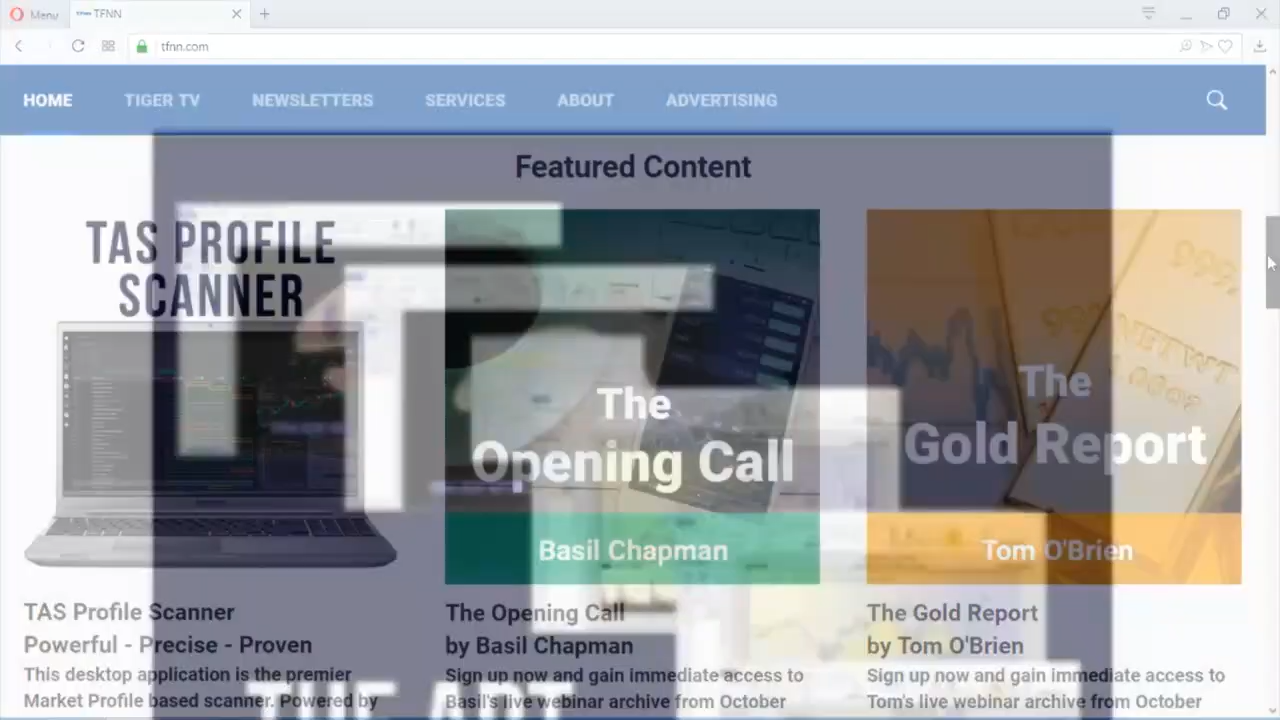 Menu
TFNN
tfnn.com
HOME
TIGER TV
NEWSLETTERS
SERVICES
ABOUT
ADVERTISING
Featured Content
TAS PROFILE
SCANNER
The
Opening Call
Basil Chapman
The
Gold Report
Tom O'Brien
TAS Profile Scanner
Powerful - Precise - Proven
This desktop application is the premier
Market Profile based scanner. Powered by
The Opening Call
by Basil Chapman
Sign up now and gain immediate access to
Basil's live webinar archive from October
The Gold Report
by Tom O'Brien
Sign up now and gain immediate access to
Tom's live webinar archive from October